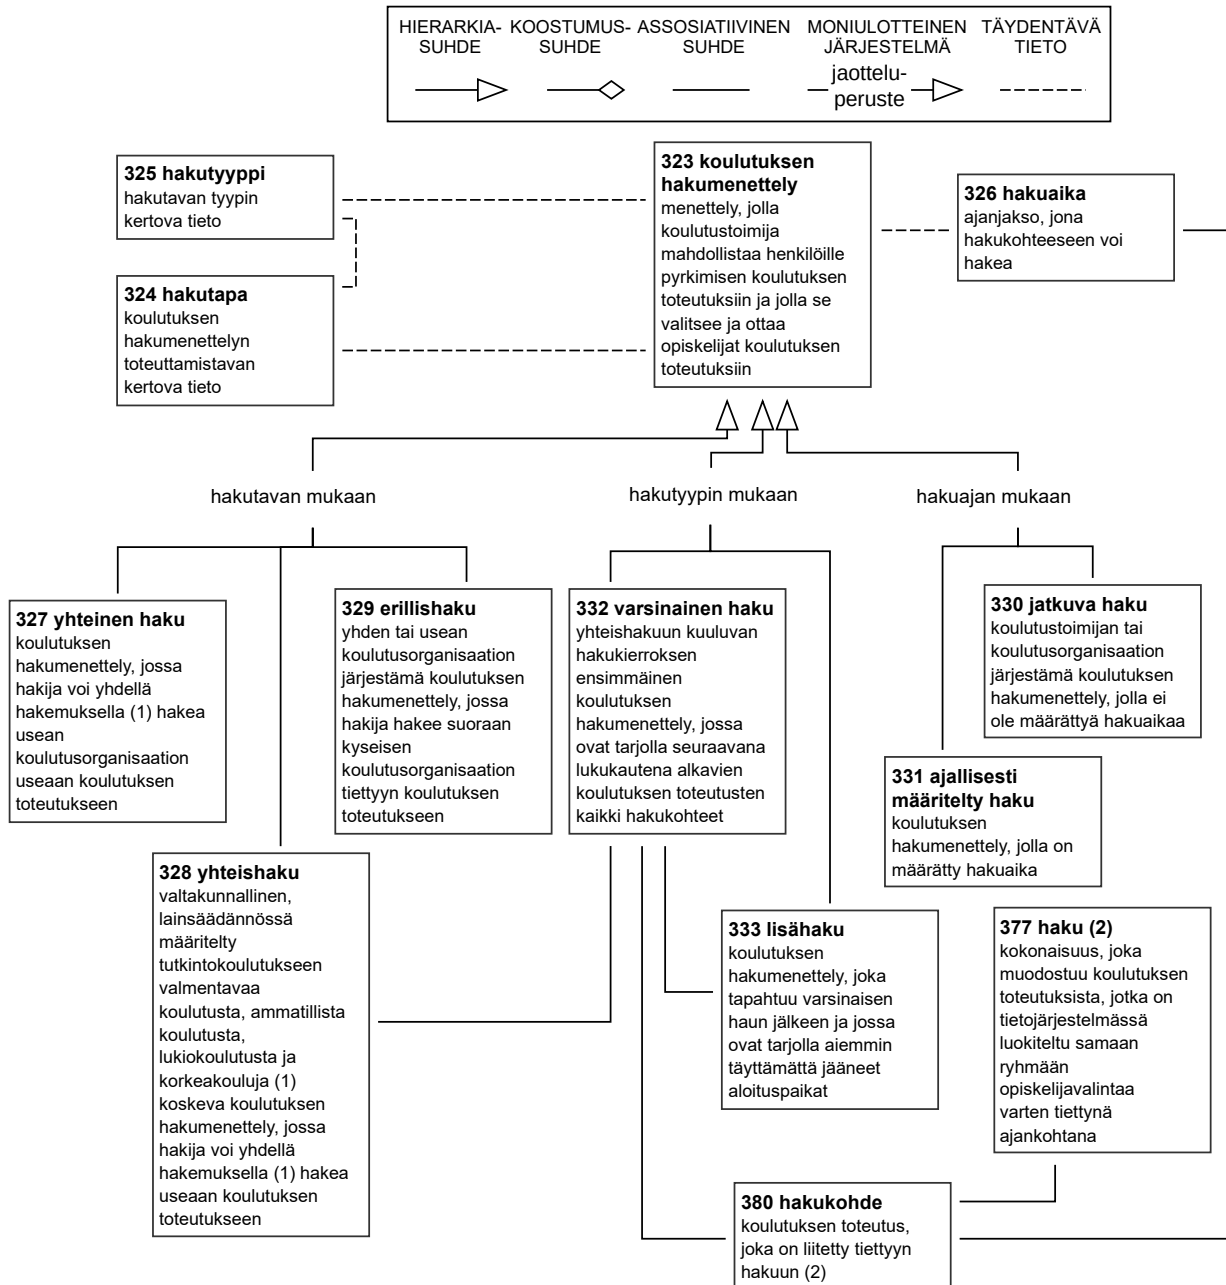 HIERARKIA-
SUHDE
KOOSTUMUS-
SUHDE
ASSOSIATIIVINEN
SUHDE
MONIULOTTEINEN
JÄRJESTELMÄ
jaottelu-
peruste
TÄYDENTÄVÄ
TIETO
325 hakutyyppi
hakutavan tyypin
kertova tieto
324 hakutapa
koulutuksen
hakumenettelyn
toteuttamistavan
kertova tieto
323 koulutuksen
hakumenettely
menettely, jolla
koulutustoimija
mahdollistaa henkilöille
pyrkimisen koulutuksen
toteutuksiin ja jolla se
valitsee ja ottaa
opiskelijat koulutuksen
toteutuksiin
326 hakuaika
ajanjakso, jona
hakukohteeseen voi
hakea
hakutavan mukaan
hakutyypin mukaan
hakuajan mukaan
327 yhteinen haku
koulutuksen
hakumenettely, jossa
hakija voi yhdellä
hakemuksella (1) hakea
usean
koulutusorganisaation
useaan koulutuksen
toteutukseen
329 erillishaku
yhden tai usean
koulutusorganisaation
järjestämä koulutuksen
hakumenettely, jossa
hakija hakee suoraan
kyseisen
koulutusorganisaation
tiettyyn koulutuksen
toteutukseen
332 varsinainen haku
yhteishakuun kuuluvan
hakukierroksen
ensimmäinen
koulutuksen
hakumenettely, jossa
ovat tarjolla seuraavana
lukukautena alkavien
koulutuksen toteutusten
kaikki hakukohteet
330 jatkuva haku
koulutustoimijan tai
koulutusorganisaation
järjestämä koulutuksen
hakumenettely, jolla ei
ole määrättyä hakuaikaa
331 ajallisesti
määritelty haku
koulutuksen
hakumenettely, jolla on
määrätty hakuaika
328 yhteishaku
valtakunnallinen,
lainsäädännössä
määritelty
tutkintokoulutukseen
valmentavaa
koulutusta, ammatillista
koulutusta,
lukiokoulutusta ja
korkeakouluja (1)
koskeva koulutuksen
hakumenettely, jossa
hakija voi yhdellä
hakemuksella (1) hakea
useaan koulutuksen
toteutukseen
333 lisähaku
koulutuksen
hakumenettely, joka
tapahtuu varsinaisen
haun jälkeen ja jossa
ovat tarjolla aiemmin
täyttämättä jääneet
aloituspaikat
377 haku (2)
kokonaisuus, joka
muodostuu koulutuksen
toteutuksista, jotka on
tietojärjestelmässä
luokiteltu samaan
ryhmään
opiskelijavalintaa
varten tiettynä
ajankohtana
380 hakukohde
koulutuksen toteutus,
joka on liitetty tiettyyn
hakuun (2)